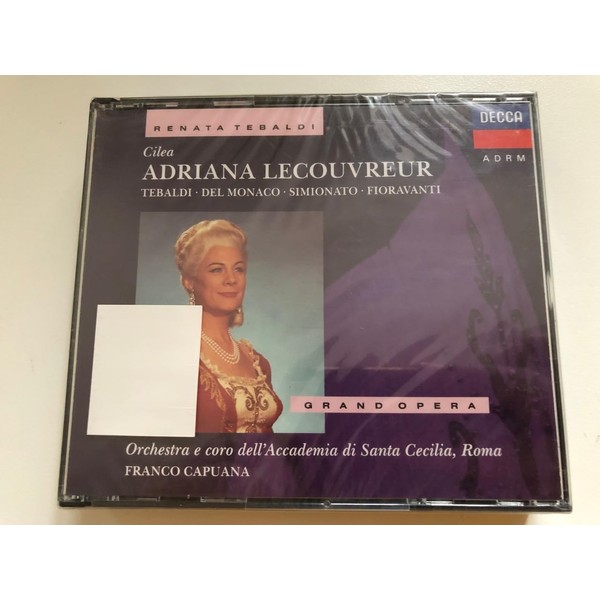 RENATA TEBALDI
DECCA
ADRM
Cilea
ADRIANA LECOUVREUR
TEBALDI · DEL MONACO · SIMIONATO · FIORAVANTI
GRAND OPERA
Orchestra e coro dell'Accademia di Santa Cecilia, Roma
FRANCO CAPUANA